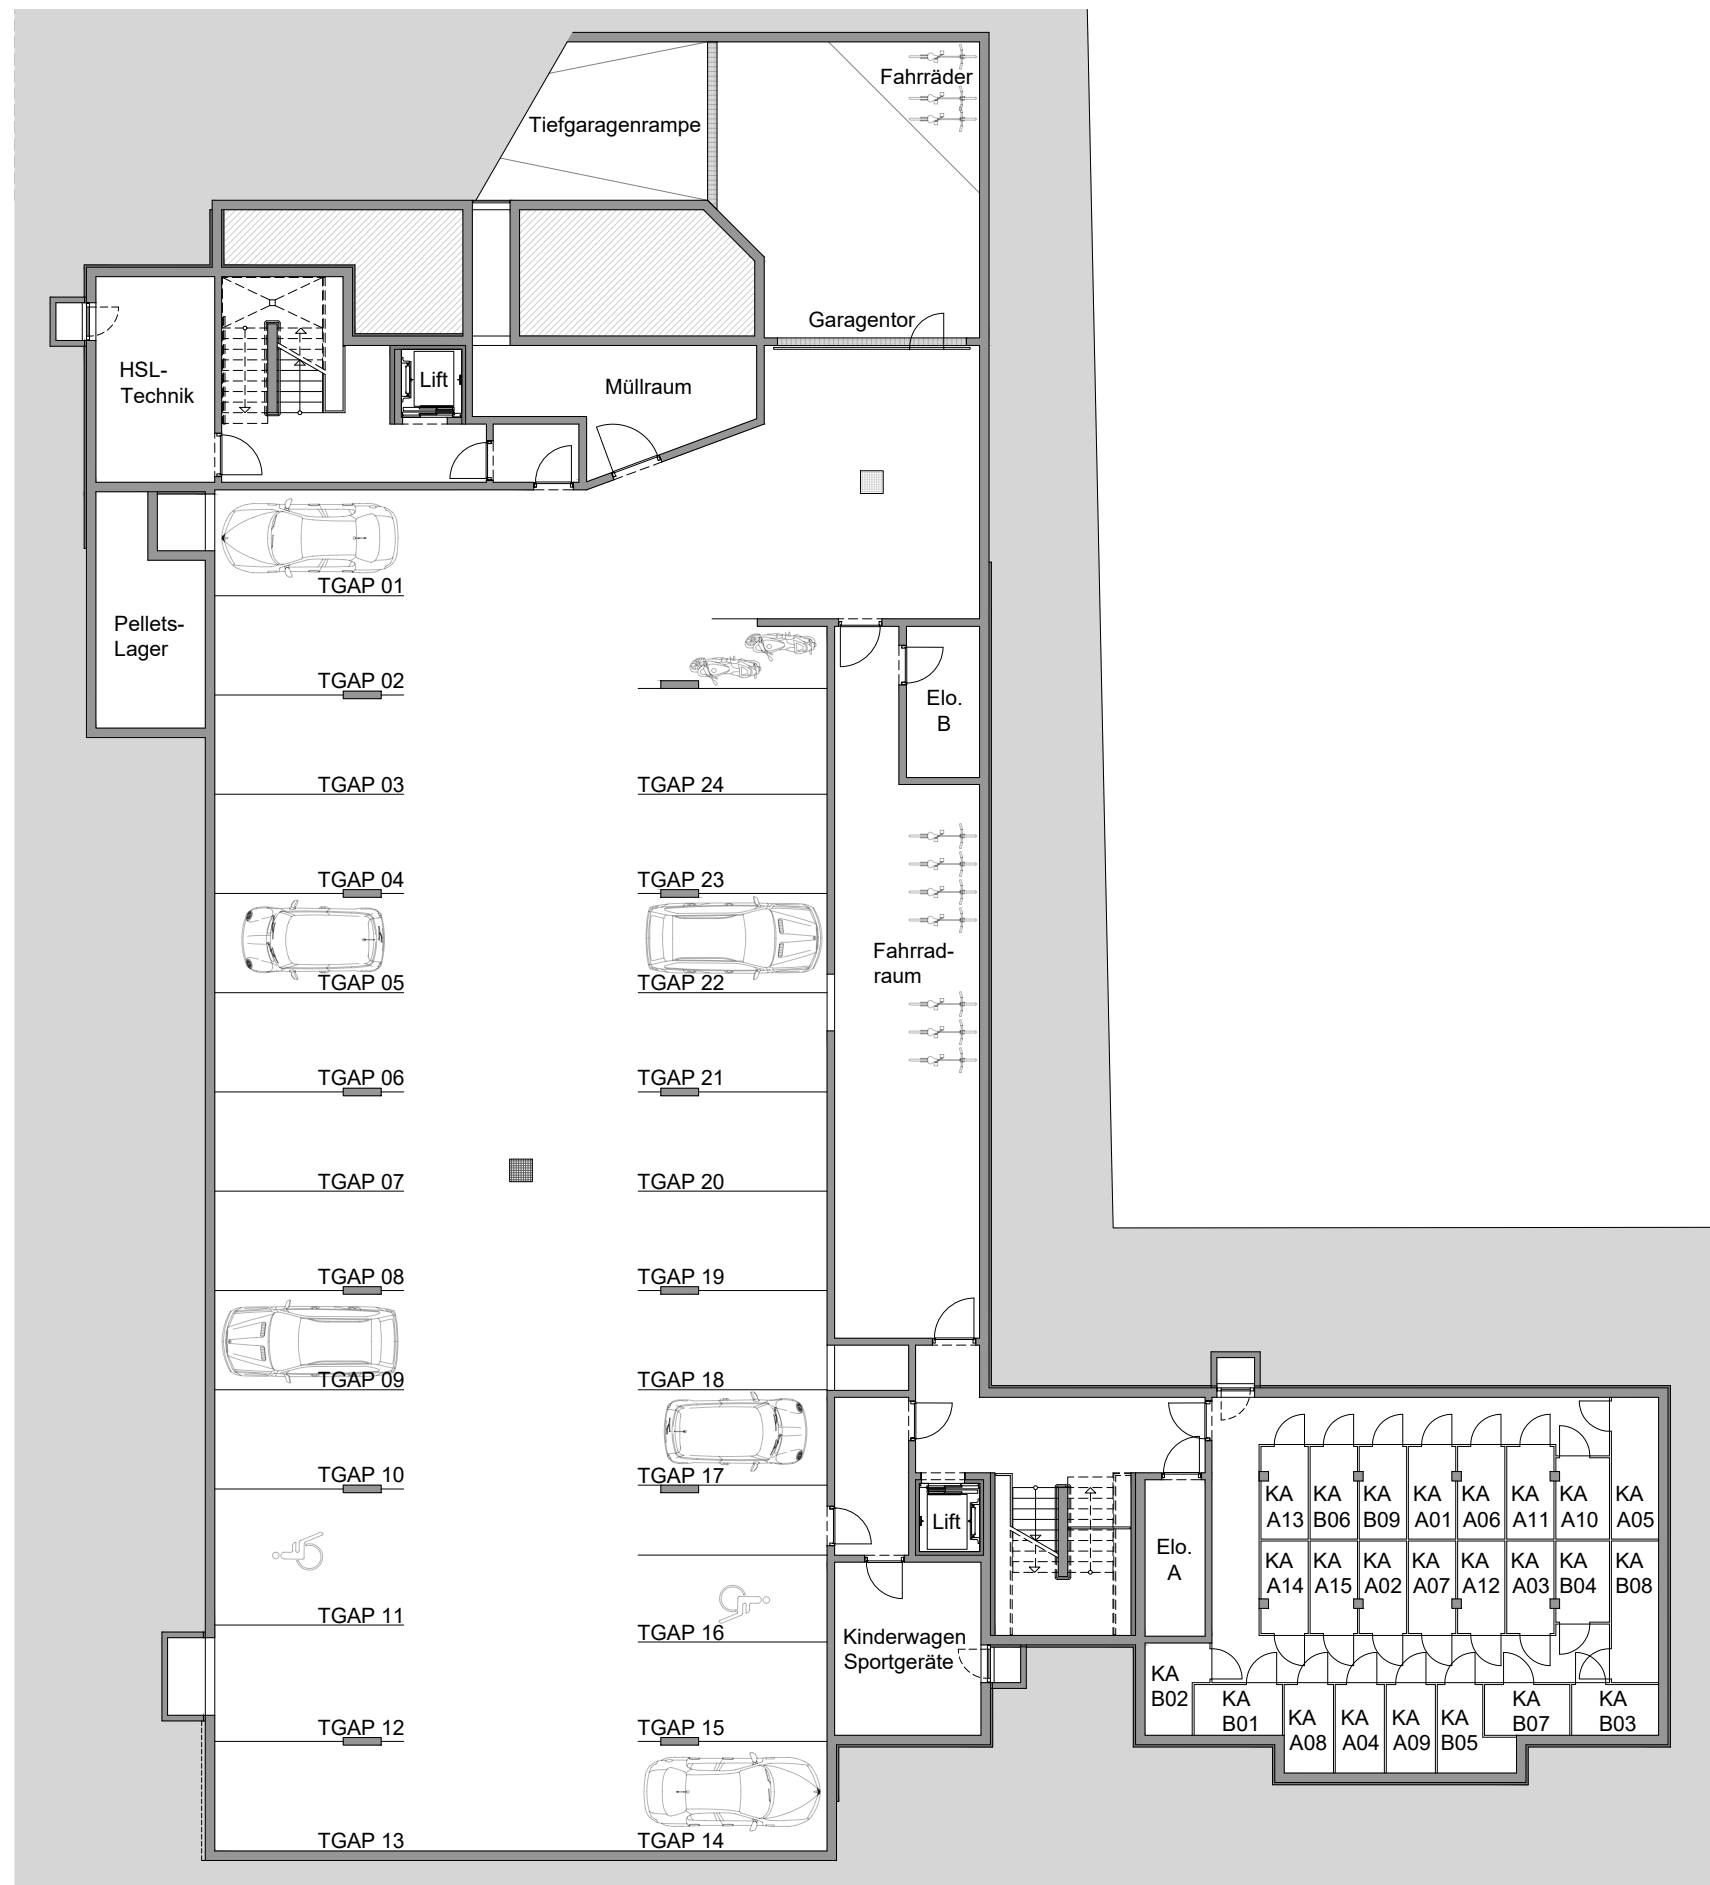 Fahrräder
Tiefgaragenrampe
Garagentor
HSL-
Technik
Lift
Müllraum
TGAP 01
Pellets-
Lager
TGAP 02
Elo.
B
TGAP 03
TGAP 24
TGAP 04
TGAP 23
Fahrrad-
raum
TGAP 05
TGAP 22
TGAP 06
TGAP 21
TGAP 07
TGAP 20
TGAP 08
TGAP 19
TGAP 09
TGAP 18
TGAP 10
TGAP 17
Lift
Elo.
A
KA
A13
KA
B06
KA
B09
KA
A01
KA
A06
KA
A11
KA
A10
KA
A05
KA
A14
KA
A15
KA
A02
KA
A07
KA
A12
KA
A03
KA
B04
KA
B08
TGAP 11
TGAP 16
Kinderwagen
Sportgeräte
KA
B02
KA
B01
KA
A08
KA
A04
KA
A09
KA
B05
KA
B07
KA
B03
TGAP 12
TGAP 15
TGAP 13
TGAP 14